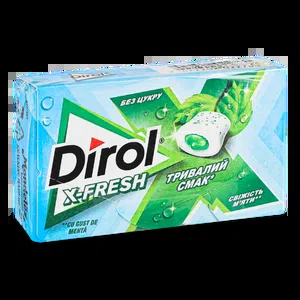 БЕЗ ЦУКРУ
Dirol
X-FRESH
ТРИВАЛИЙ
СМАК*
СВІЖІСТЬ
М'ЯТИ**
**CU GUST DE
MENTĂ